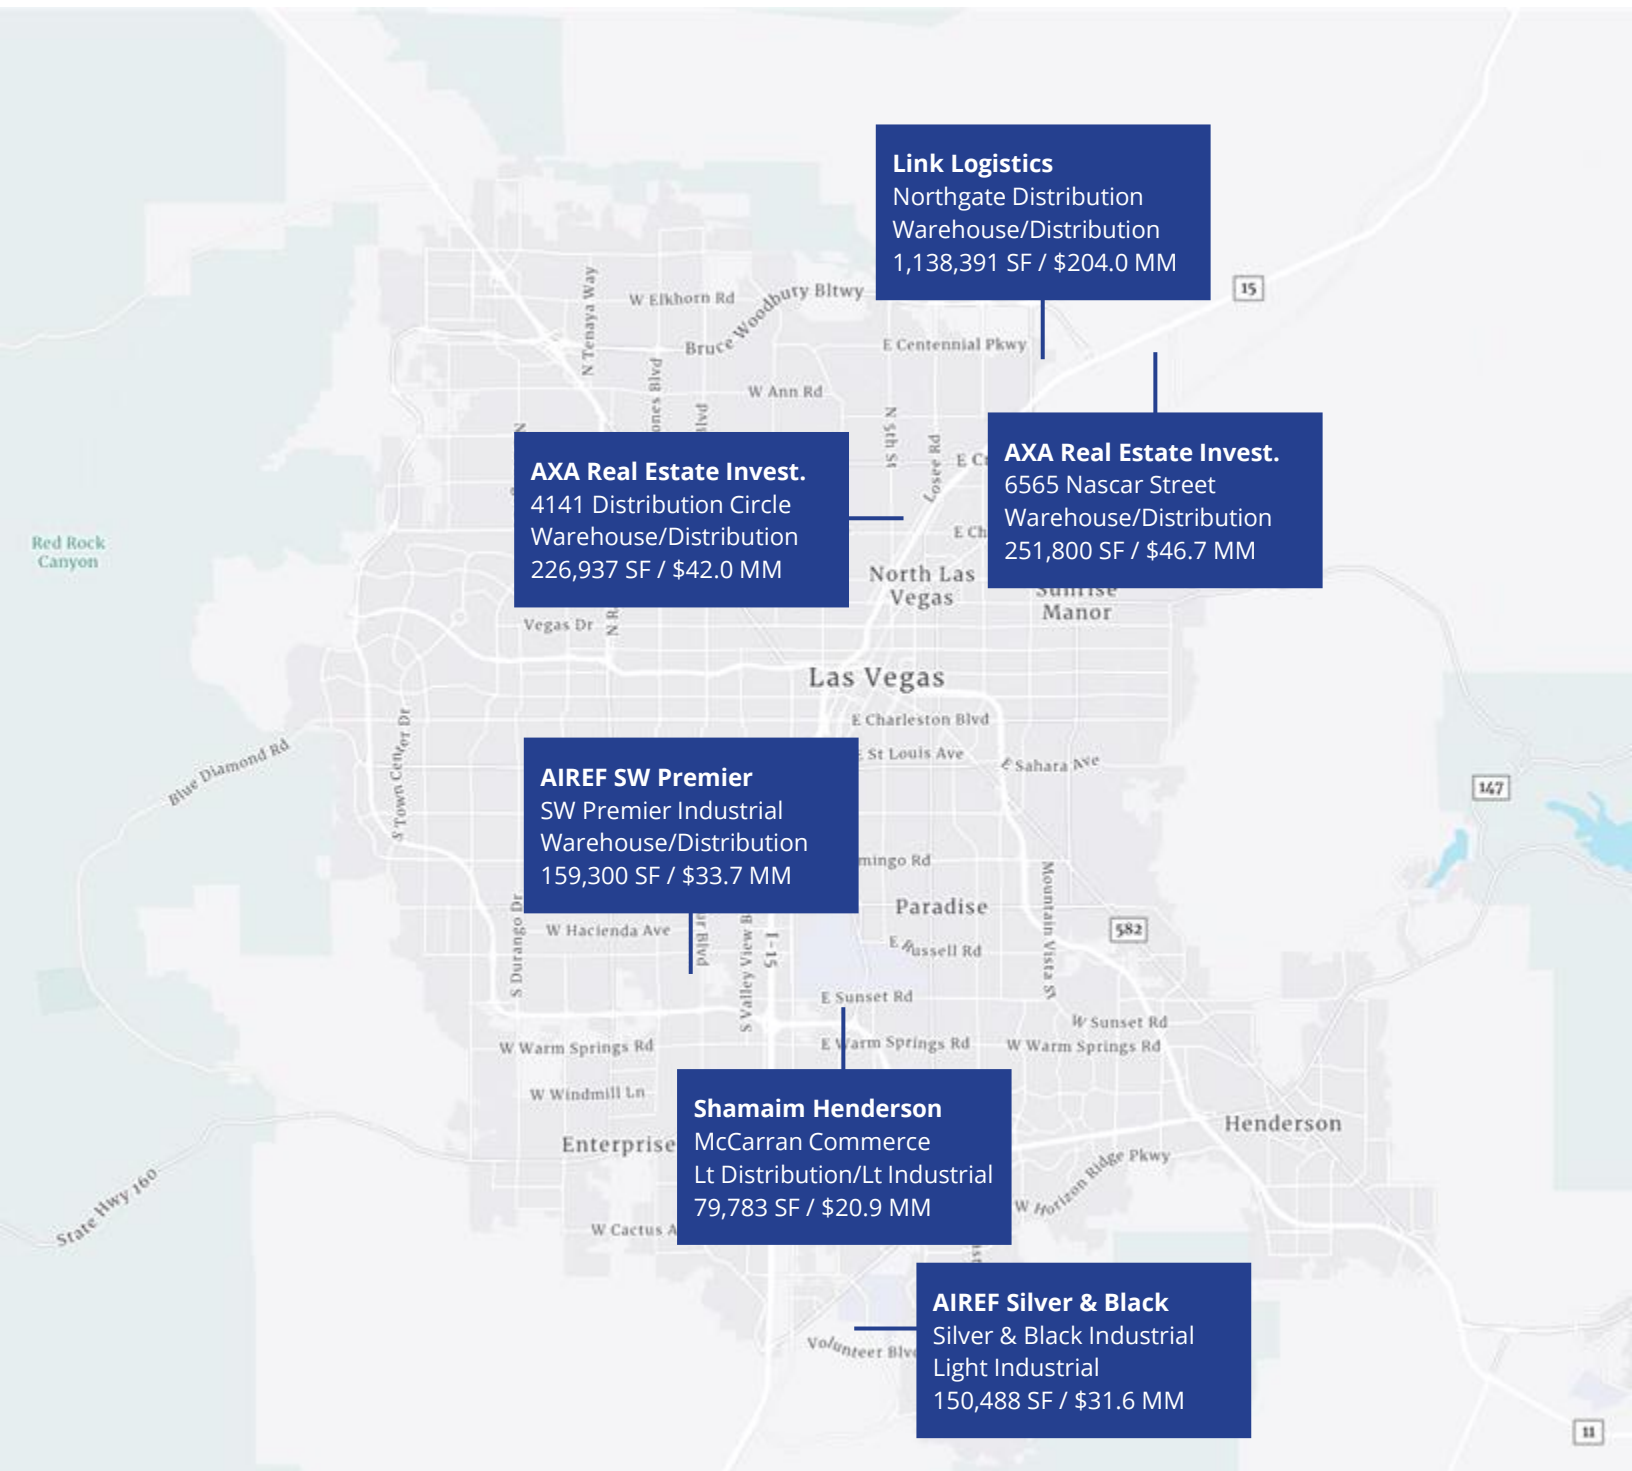 Link Logistics
Northgate Distribution
Warehouse/Distribution
1,138,391 SF / $204.0 MM
15
N Tenaya Way
W Elkhorn Rd
Bruce Woodbury Bltwy
E Centennial Pkwy
W Ann Rd
N 5th St
Losee Rd
AXA Real Estate Invest.
4141 Distribution Circle
Warehouse/Distribution
226,937 SF / $42.0 MM
AXA Real Estate Invest.
6565 Nascar Street
Warehouse/Distribution
251,800 SF / $46.7 MM
Red Rock
Canyon
North Las
Vegas
Sunrise
Manor
Vegas Dr
Las Vegas
E Charleston Blvd
St Louis Ave
E Sahara Ave
S Town Center Dr
Blue Diamond Rd
147
AIREF SW Premier
SW Premier Industrial
Warehouse/Distribution
159,300 SF / $33.7 MM
mingo Rd
Paradise
Mountain Vista St
582
S Durango Dr
W Hacienda Ave
S Valley View B
I-15
E Russell Rd
E Sunset Rd
W Sunset Rd
W Warm Springs Rd
E Warm Springs Rd
W Warm Springs Rd
W Windmill Ln
Enterprise
Henderson
Shamaim Henderson
McCarran Commerce
Lt Distribution/Lt Industrial
79,783 SF / $20.9 MM
W Horizon Ridge Pkwy
State Hwy 160
W Cactus A
AIREF Silver & Black
Silver & Black Industrial
Light Industrial
150,488 SF / $31.6 MM
Volunteer Blvd
11